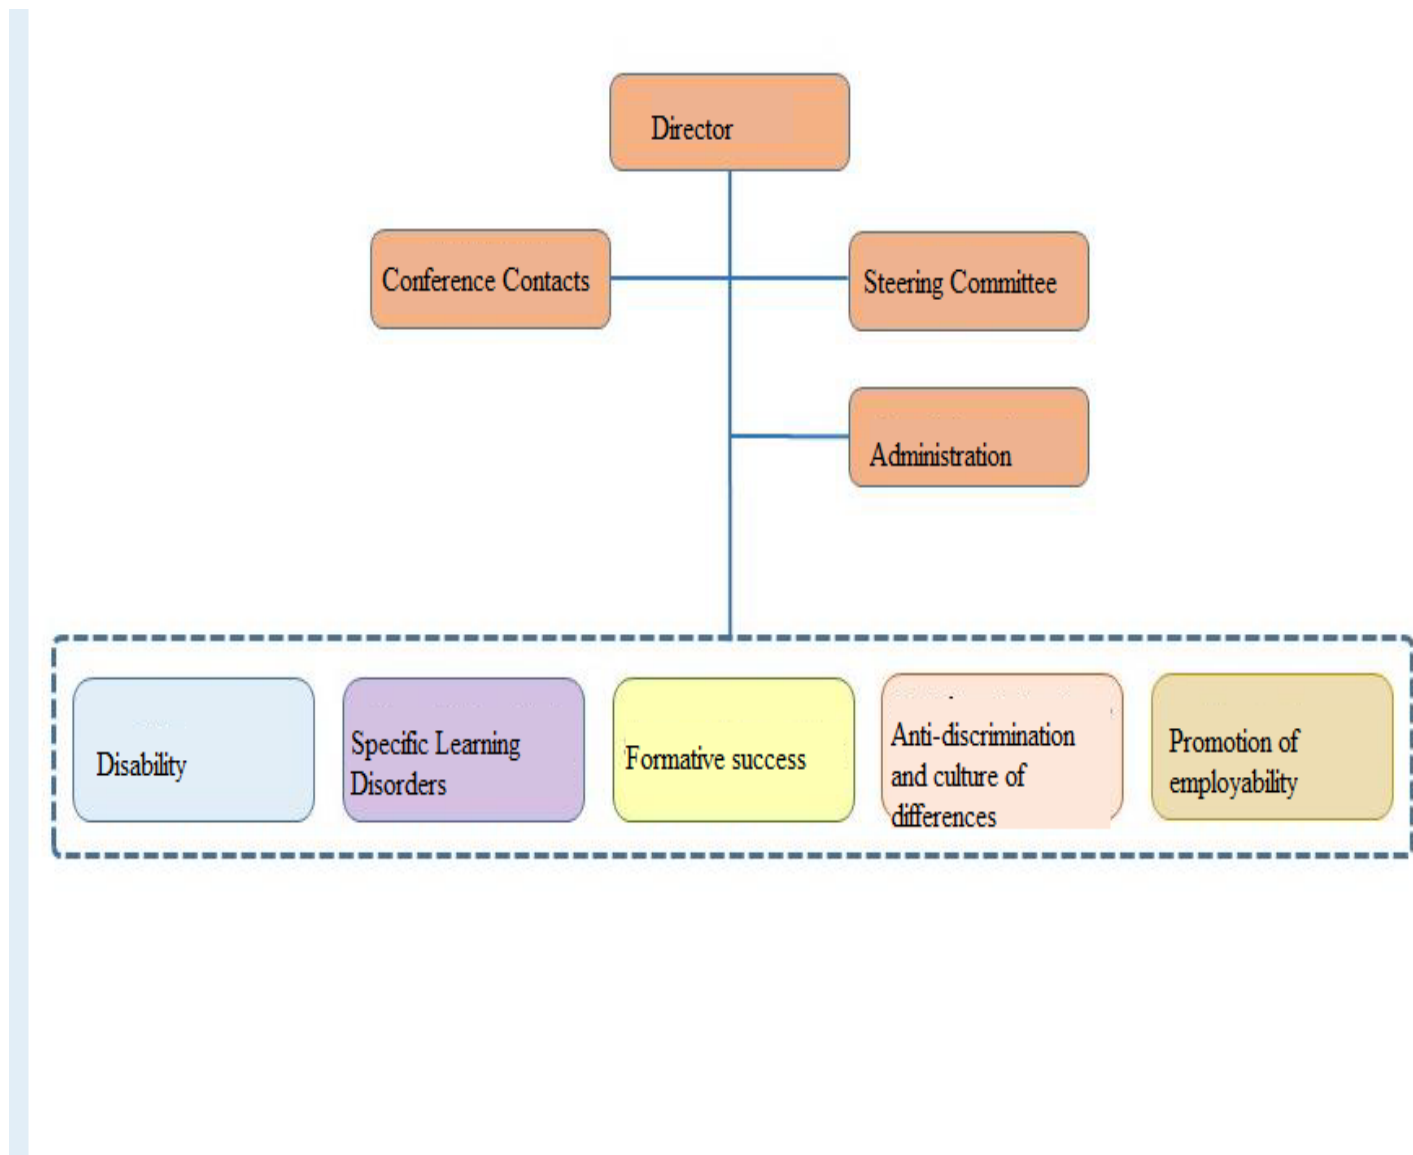 Director
Conference Contacts
Steering Committee
Administration
Disability
Specific Learning
Disorders
Formative success
Anti-discrimination
and culture of
differences
Promotion of
employability